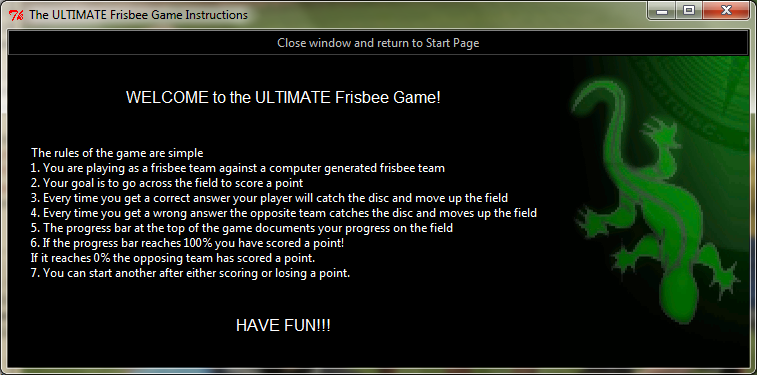 The ULTIMATE Frisbee Game Instructions
Close window and return to Start Page
WELCOME to the ULTIMATE Frisbee Game!
The rules of the game are simple
1. You are playing as a frisbee team against a computer generated frisbee team
2. Your goal is to go across the field to score a point
3. Every time you get a correct answer your player will catch the disc and move up the field
4. Every time you get a wrong answer the opposite team catches the disc and moves up the field
5. The progress bar at the top of the game documents your progress on the field
6. If the progress bar reaches 100% you have scored a point!
If it reaches 0% the opposing team has scored a point.
7. You can start another after either scoring or losing a point.
HAVE FUN!!!